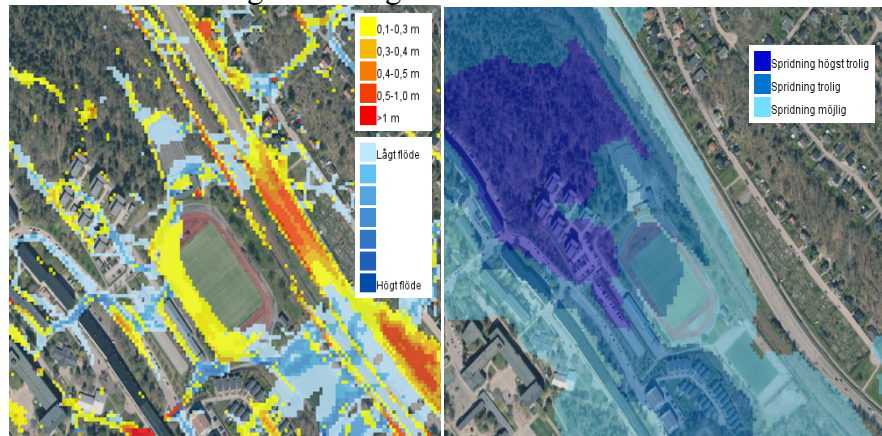 0,1-0,3 m
0,3-0,4 m
0,4-0,5 m
0,5-1,0 m
>1 m
Lågt flöde
Högt flöde
Spridning högst trolig
Spridning trolig
Spridning möjlig